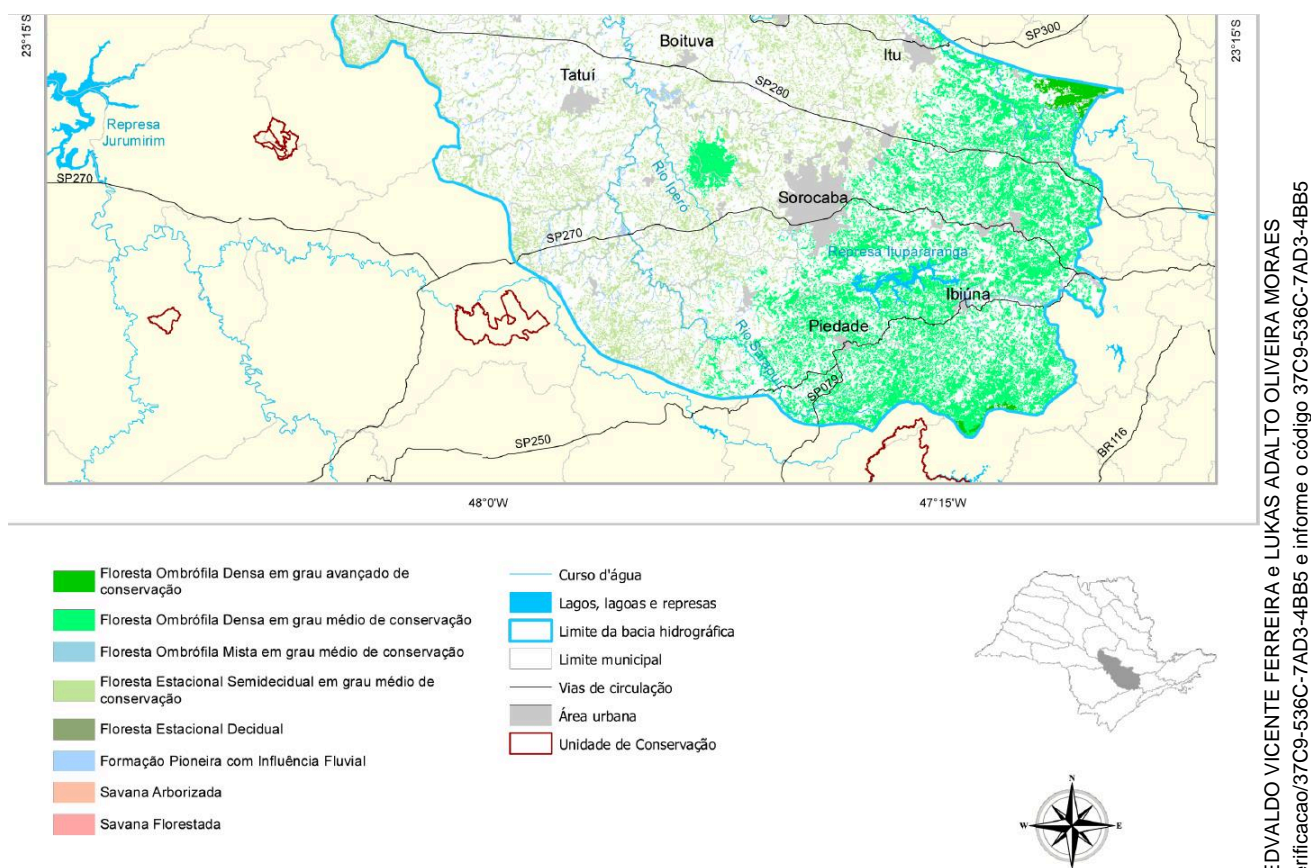 23°15'S
23°15'S
SP300
Boituva
Itu
Tatuí
SP280
Represa
Jurumirim
SP270
Rio Iperó
Sorocaba
SP270
Represa Itupararanga
Ibiúna
Piedade
Rio Sarapuí
SP079
SP250
BR116
48°0'W
47°15'W
Floresta Ombrófila Densa em grau avançado de
conservação
Floresta Ombrófila Densa em grau médio de conservação
Floresta Ombrófila Mista em grau médio de conservação
Floresta Estacional Semidecidual em grau médio de
conservação
Floresta Estacional Decidual
Formação Pioneira com Influência Fluvial
Savana Arborizada
Savana Florestada
Curso d'água
Lagos, lagoas e represas
Limite da bacia hidrográfica
Limite municipal
Vias de circulação
Área urbana
Unidade de Conservação
N
W
E
EDVALDO VICENTE FERREIRA e LUKAS ADALTO OLIVEIRA MORAES
erificacao/37C9-536C-7AD3-4BB5 e informe o código 37C9-536C-7AD3-4BB5